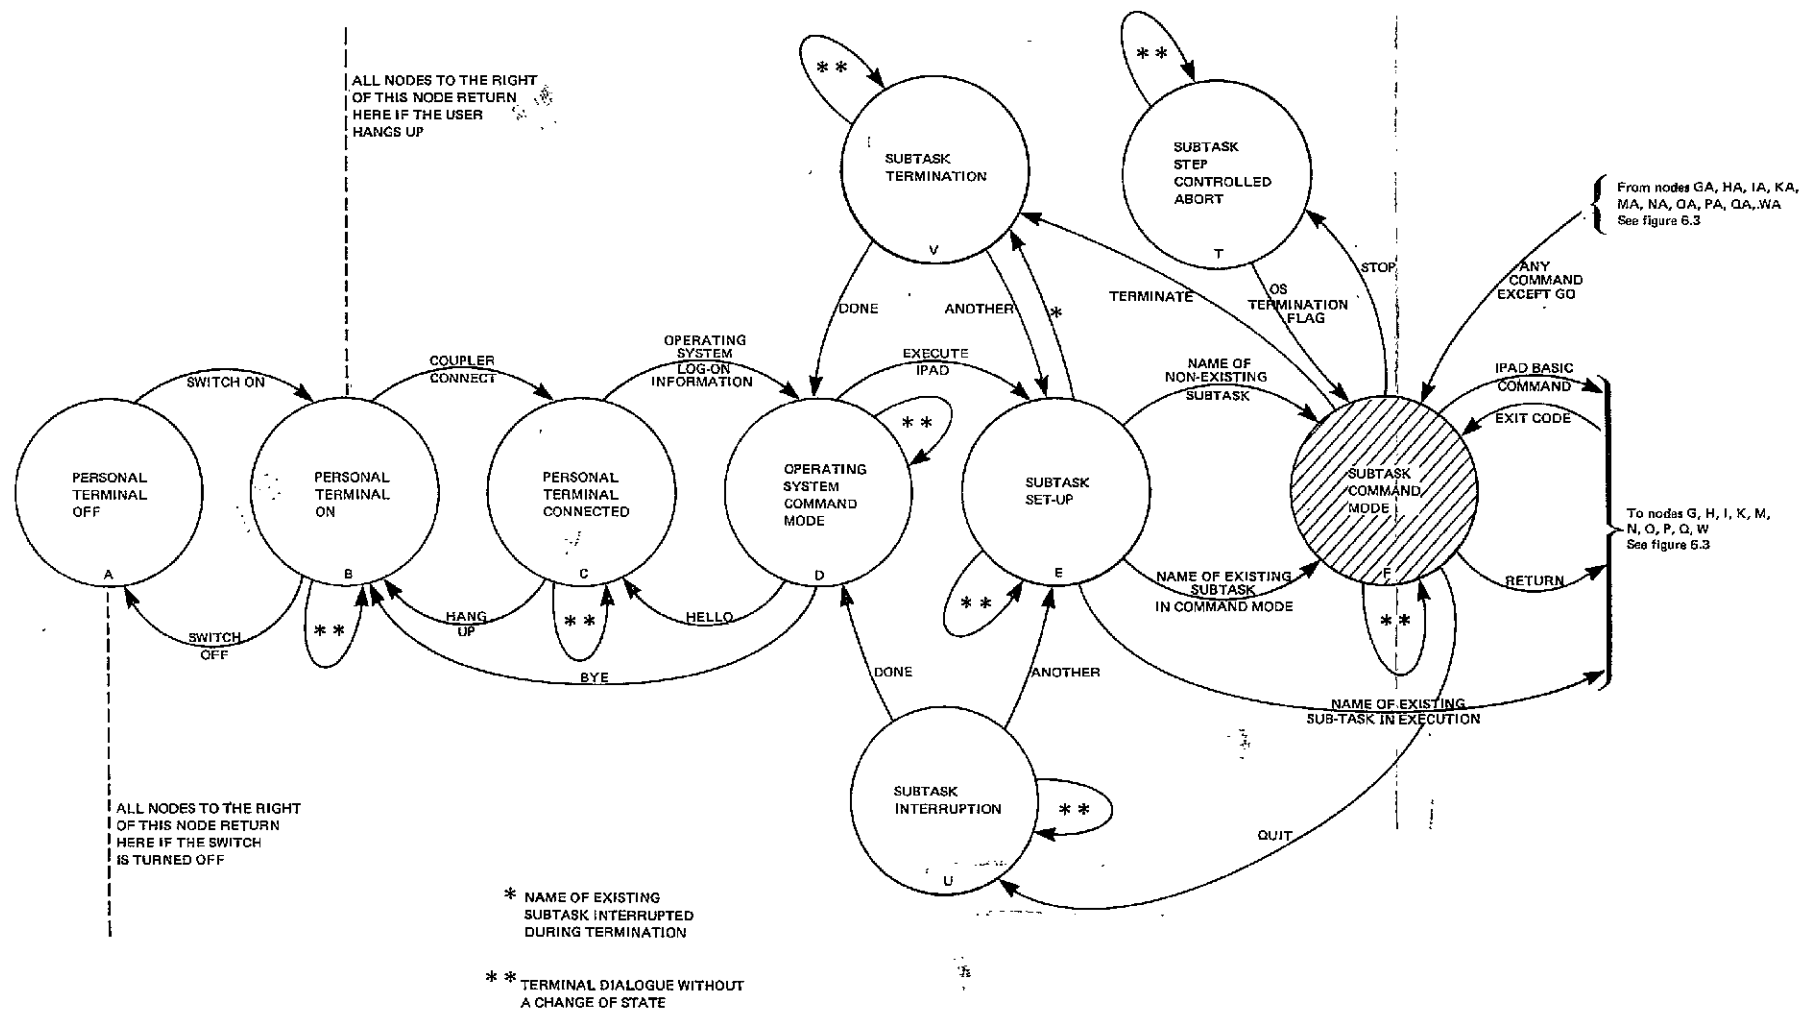 ALL NODES TO THE RIGHT
OF THIS NODE RETURN
HERE IF THE USER
HANGS UP
* *
SUBTASK
TERMINATION
V
* *
SUBTASK
STEP
CONTROLLED
ABORT
T
From nodes GA, HA, IA, KA,
MA, NA, OA, PA, QA, WA
See figure 6.3
ANY
COMMAND
EXCEPT GO
STOP
TERMINATE
OS
TERMINATION
FLAG
DONE
ANOTHER
*
SWITCH ON
COUPLER
CONNECT
OPERATING
SYSTEM
LOG-ON
INFORMATION
EXECUTE
IPAD
NAME OF
NON-EXISTING
SUBTASK
IPAD BASIC
COMMAND
EXIT CODE
PERSONAL
TERMINAL
OFF
A
PERSONAL
TERMINAL
ON
B
PERSONAL
TERMINAL
CONNECTED
C
* *
OPERATING
SYSTEM
COMMAND
MODE
D
SUBTASK
SET-UP
E
SUBTASK
COMMAND
MODE
F
To nodes G, H, I, K, M,
N, O, P, Q, W
See figure 6.3
SWITCH
OFF
* *
HANG
UP
* *
HELLO
BYE
* *
NAME OF EXISTING
SUBTASK
IN COMMAND MODE
* *
RETURN
DONE
ANOTHER
NAME OF EXISTING
SUB-TASK IN EXECUTION
SUBTASK
INTERRUPTION
U
* *
QUIT
ALL NODES TO THE RIGHT
OF THIS NODE RETURN
HERE IF THE SWITCH
IS TURNED OFF
* NAME OF EXISTING
SUBTASK INTERRUPTED
DURING TERMINATION
* * TERMINAL DIALOGUE WITHOUT
A CHANGE OF STATE